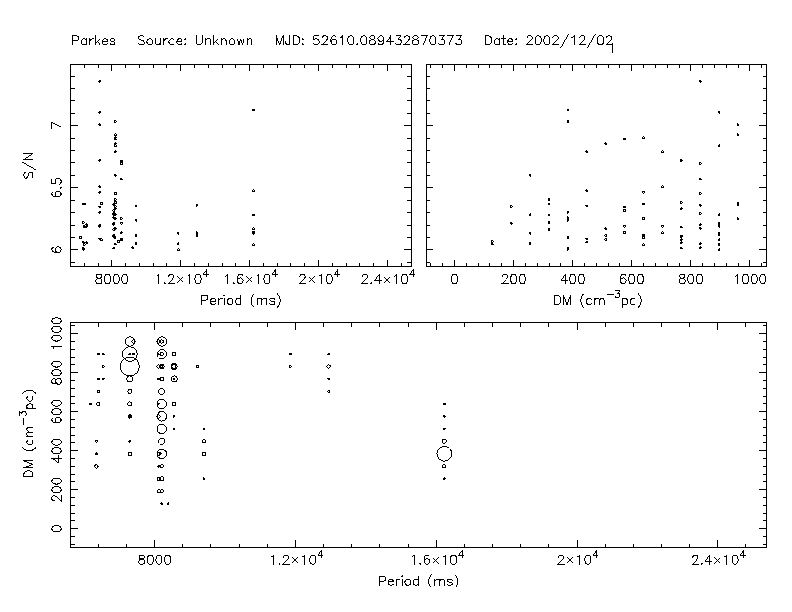 Parkes Source: Unknown MJD: 52610.089432870373 Date: 2002/12/02
S/N
7
6.5
6
8000 1.2×10⁴ 1.6×10⁴ 2×10⁴ 2.4×10⁴
Period (ms)
0 200 400 600 800 1000
DM (cm⁻³pc)
DM (cm⁻³pc)
1000
800
600
400
200
0
8000 1.2×10⁴ 1.6×10⁴ 2×10⁴ 2.4×10⁴
Period (ms)